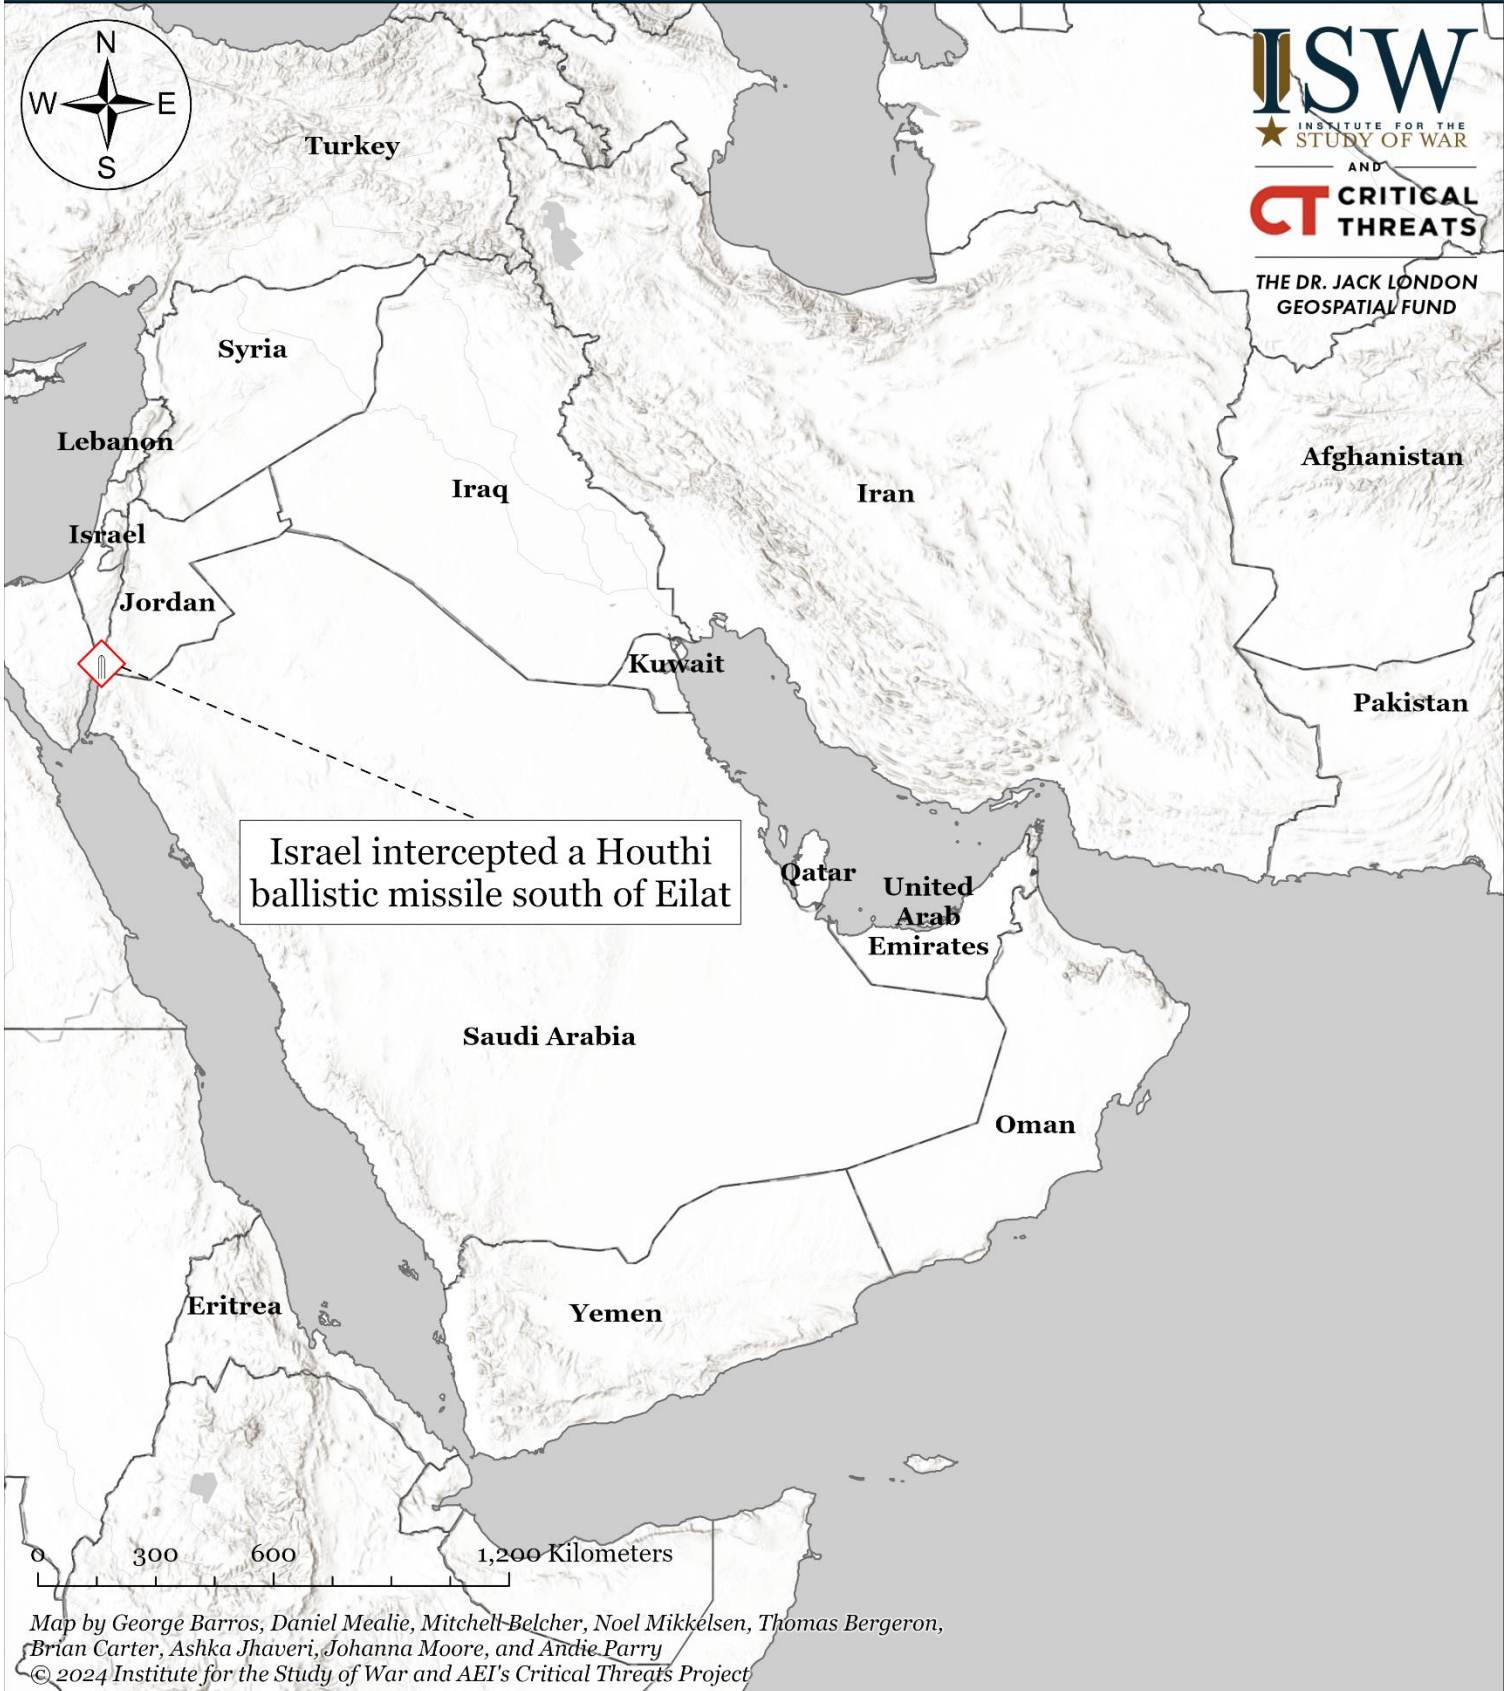 N
W E
S
ISW
INSTITUTE FOR THE
STUDY OF WAR
AND
CT CRITICAL
THREATS
THE DR. JACK LONDON
GEOSPATIAL FUND
Turkey
Syria
Lebanon
Iraq
Iran
Afghanistan
Israel
Jordan
Kuwait
Pakistan
Israel intercepted a Houthi
ballistic missile south of Eilat
Qatar
United
Arab
Emirates
Saudi Arabia
Oman
Eritrea
Yemen
0 300 600 1,200 Kilometers
Map by George Barros, Daniel Mealie, Mitchell Belcher, Noel Mikkelsen, Thomas Bergeron,
Brian Carter, Ashka Jhaveri, Johanna Moore, and Andie Parry
© 2024 Institute for the Study of War and AEI's Critical Threats Project